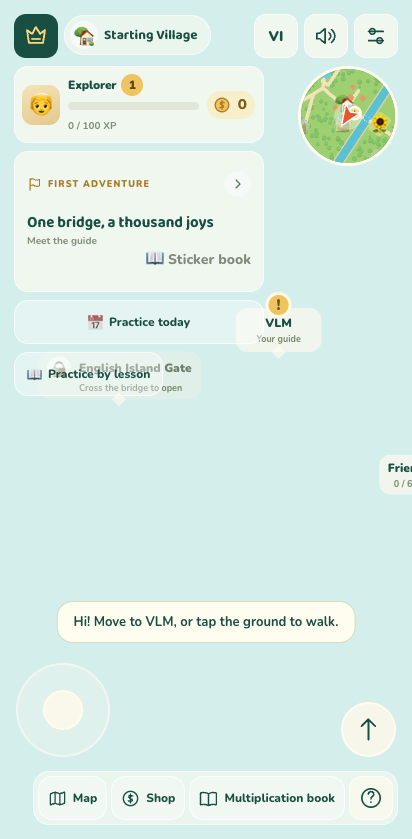 Starting Village
VI
Explorer 1
0
0 / 100 XP
FIRST ADVENTURE
One bridge, a thousand joys
Meet the guide
Sticker book
Practice today
!
VLM
Your guide
English Island Gate
Practice by lesson
Cross the bridge to open
Frien
0 / 6
Hi! Move to VLM, or tap the ground to walk.
Map
Shop
Multiplication book
?